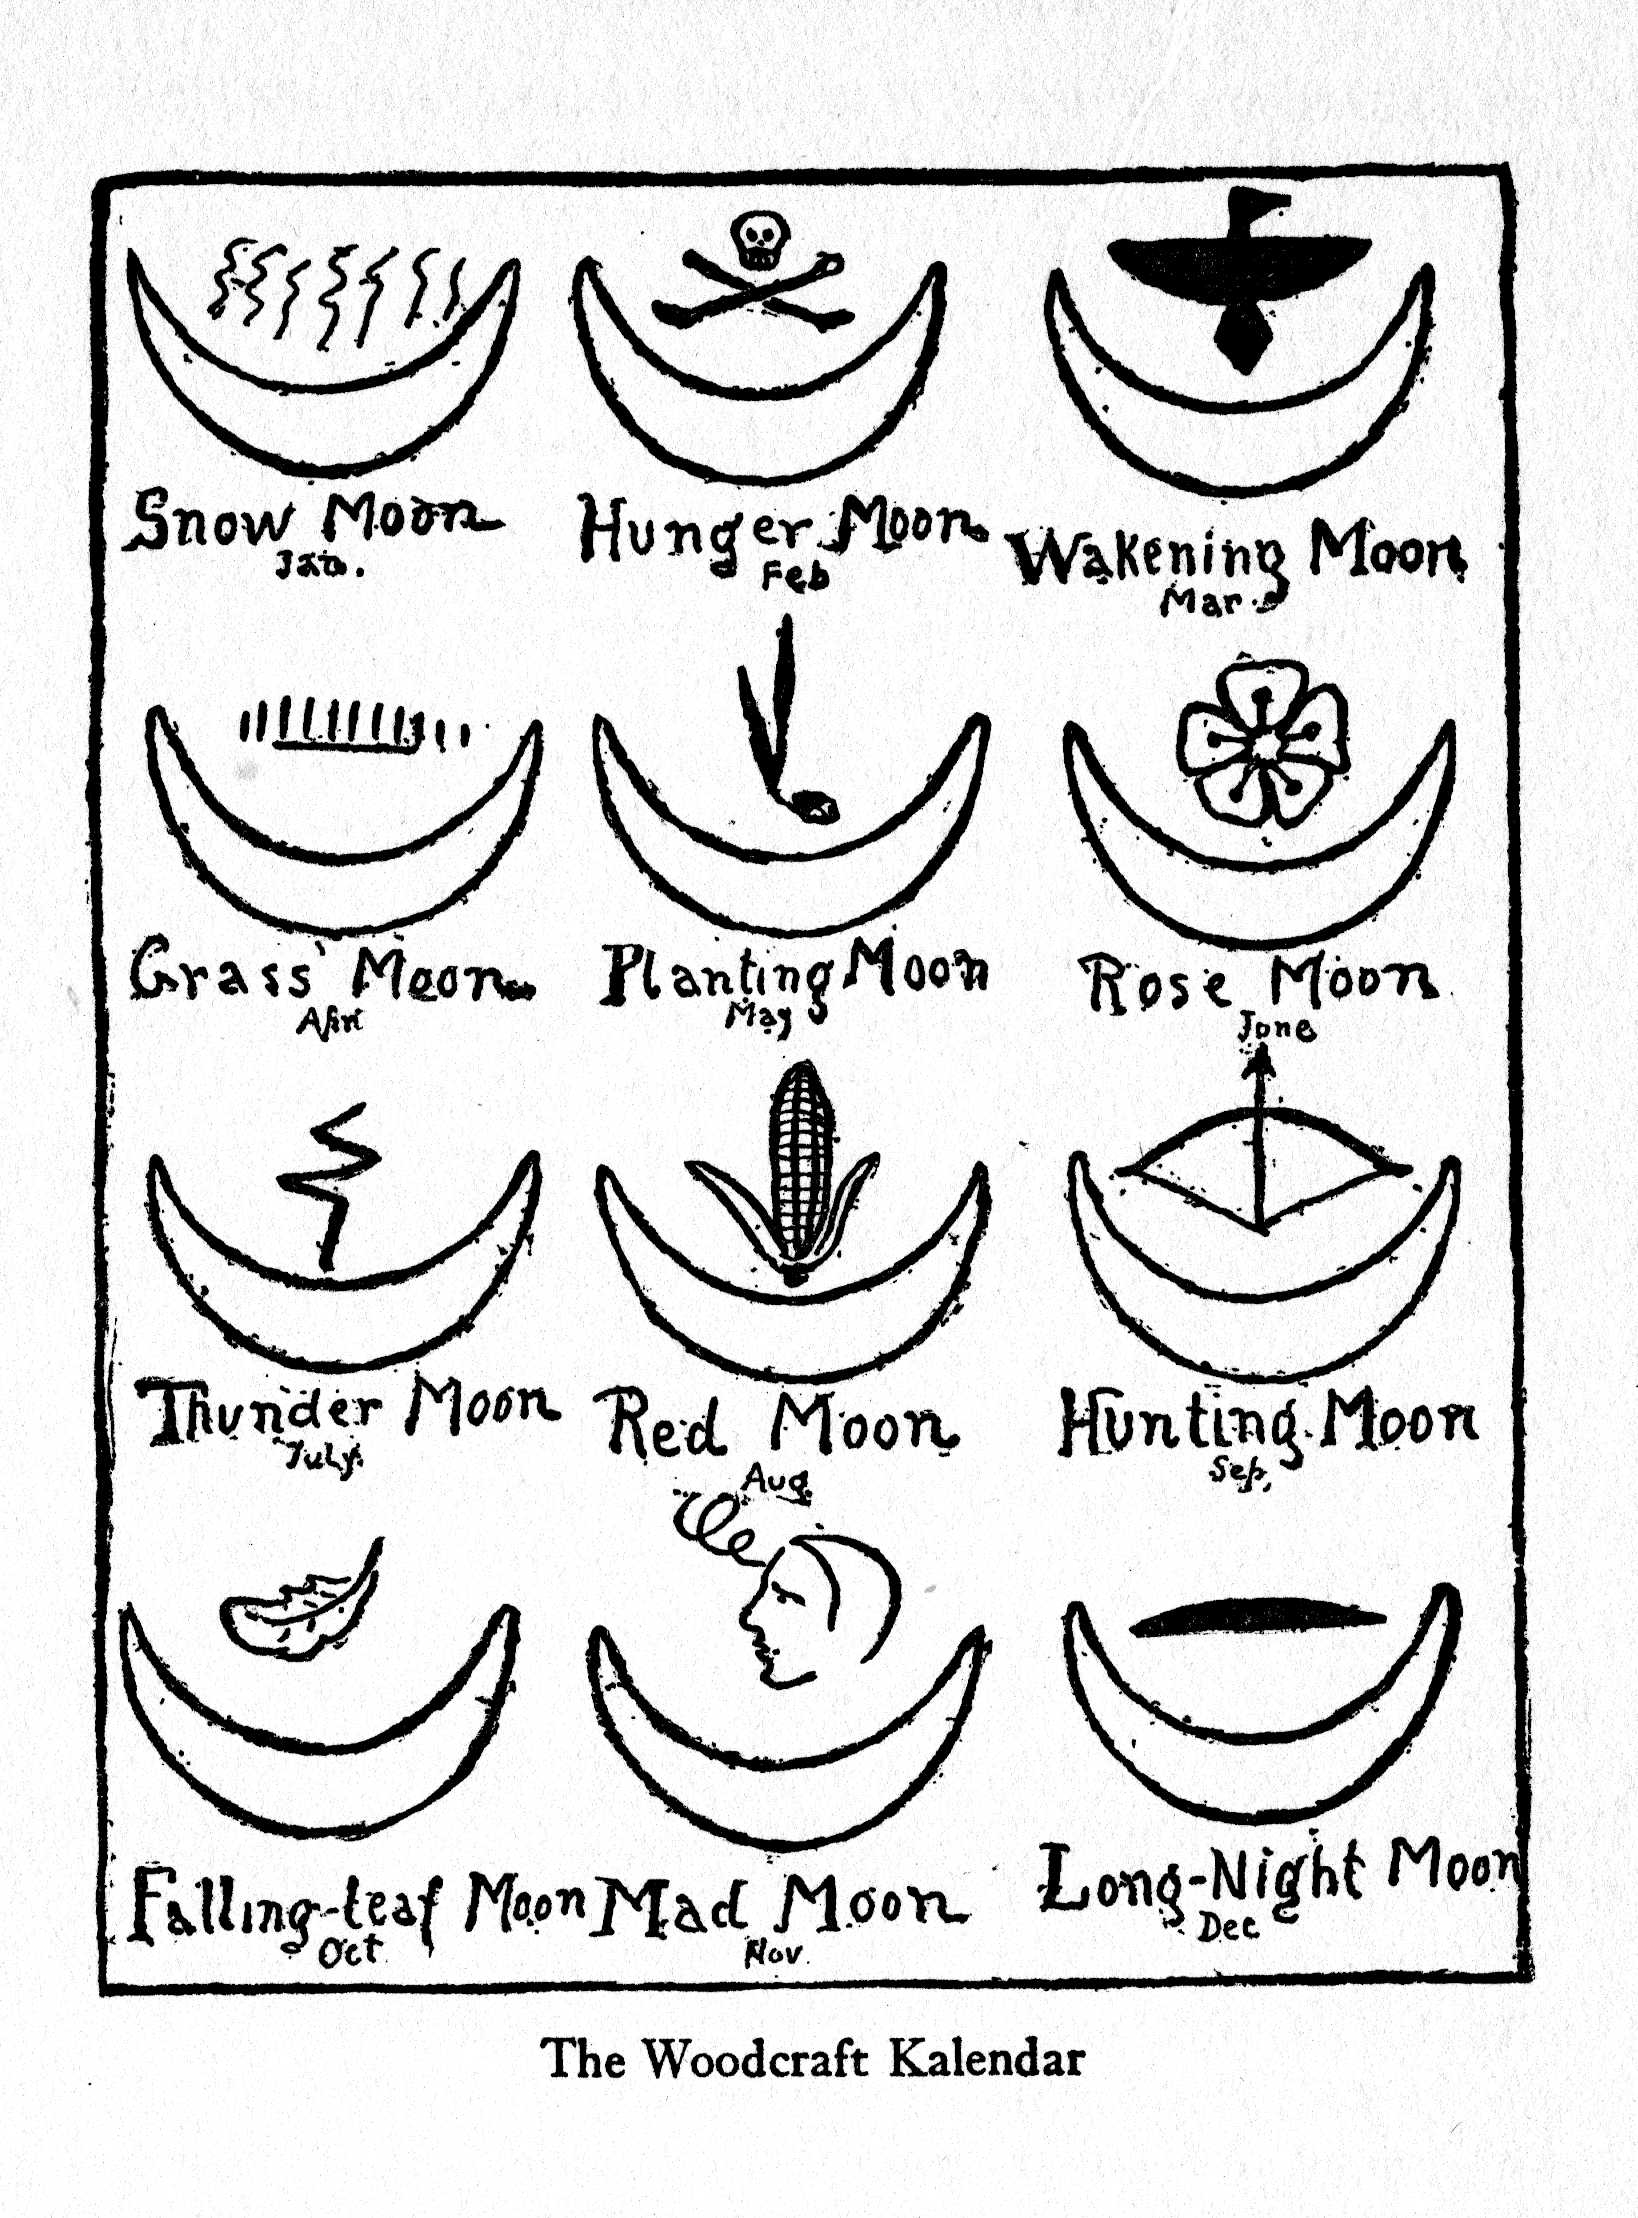 Snow Moon
Jan.
Hunger Moon
Feb
Wakening Moon
Mar.
Grass Moon
April
Planting Moon
May
Rose Moon
June
Thunder Moon
July
Red Moon
Aug.
Hunting Moon
Sep.
Falling-leaf Moon
Oct
Mad Moon
Nov.
Long-Night Moon
Dec
The Woodcraft Kalendar